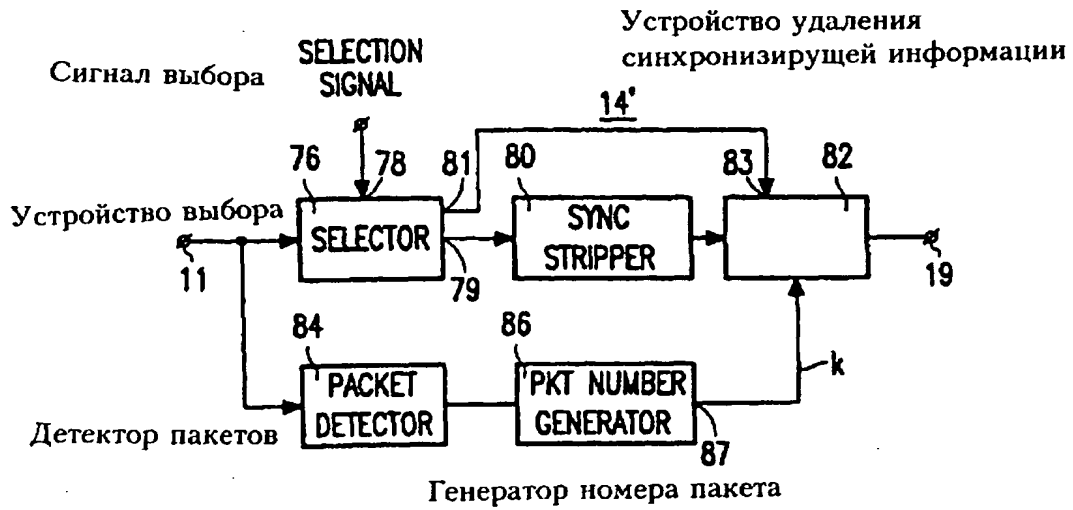 Устройство удаления
синхронизирущей информации
Сигнал выбора
SELECTION
SIGNAL
14'
76
78
81
80
83
82
Устройство выбора
SELECTOR
SYNC
STRIPPER
11
79
19
84
86
k
PACKET
DETECTOR
PKT NUMBER
GENERATOR
87
Детектор пакетов
Генератор номера пакета